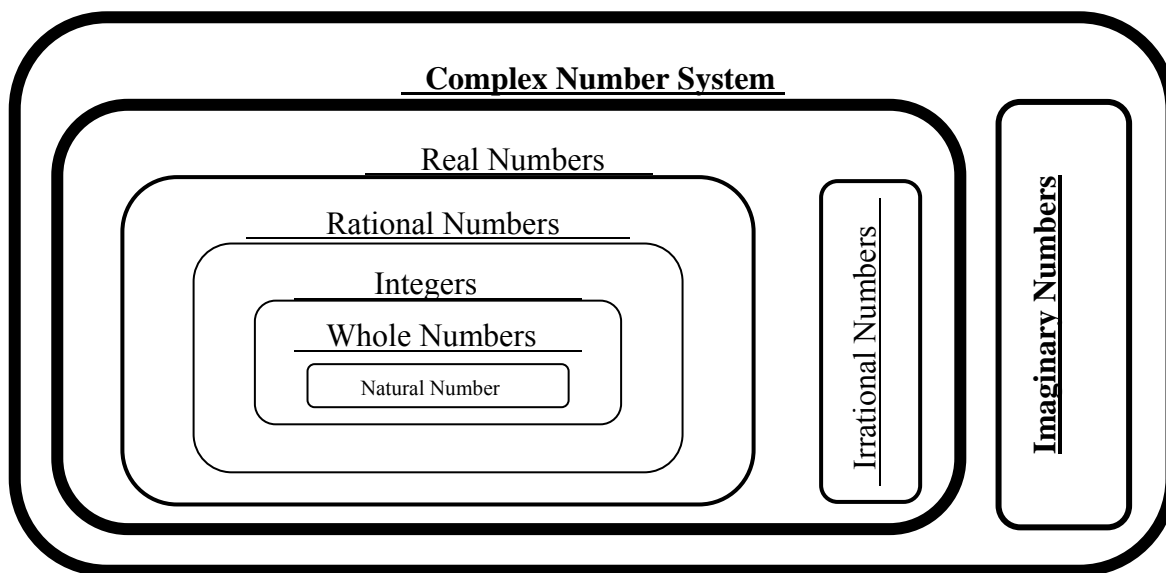 Complex Number System
Real Numbers
Rational Numbers
Integers
Whole Numbers
Natural Number
Irrational Numbers
Imaginary Numbers